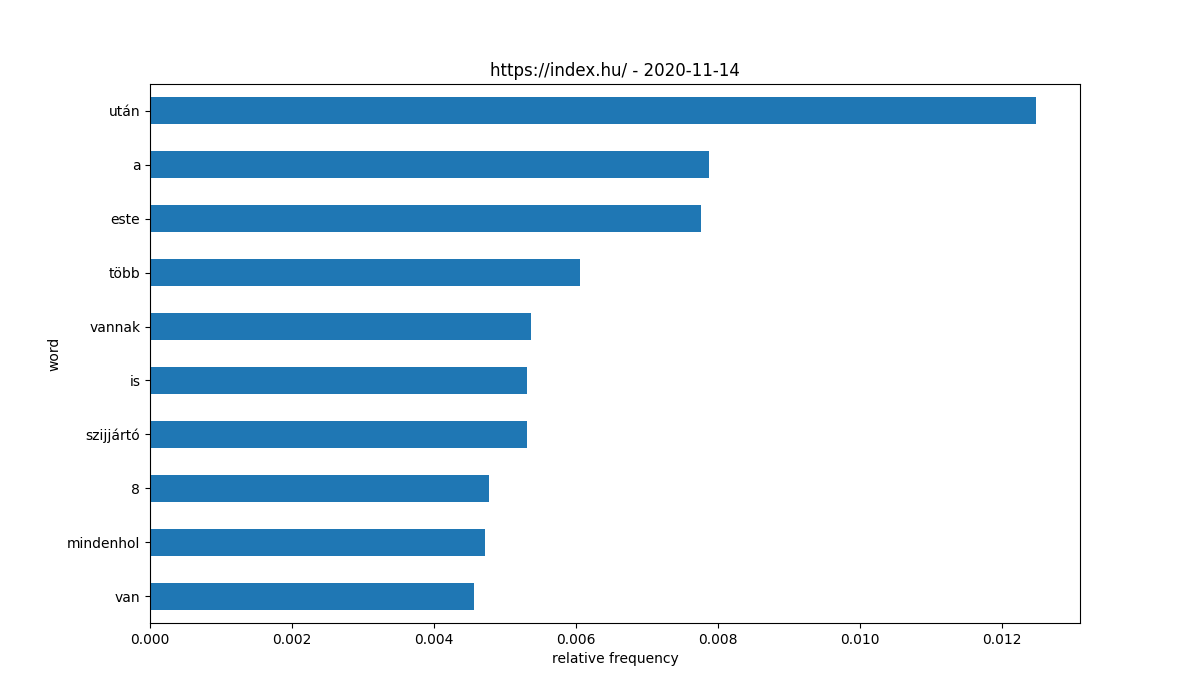 https://index.hu/ - 2020-11-14
után
a
este
több
vannak
is
szijjártó
8
mindenhol
van
word
0.000 0.002 0.004 0.006 0.008 0.010 0.012
relative frequency